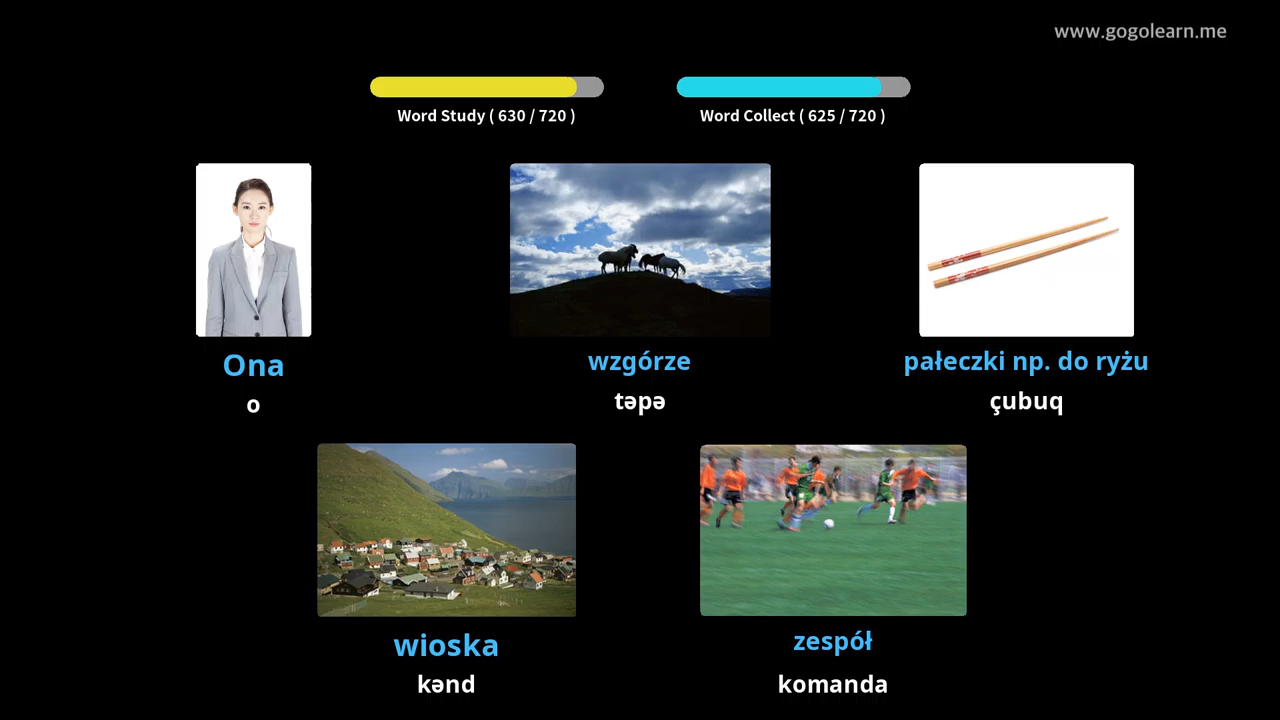 www.gogolearn.me
Word Study ( 630 / 720 )
Word Collect ( 625 / 720 )
Ona
o
wzgórze
təpə
pałeczki np. do ryżu
çubuq
wioska
kənd
zespół
komanda